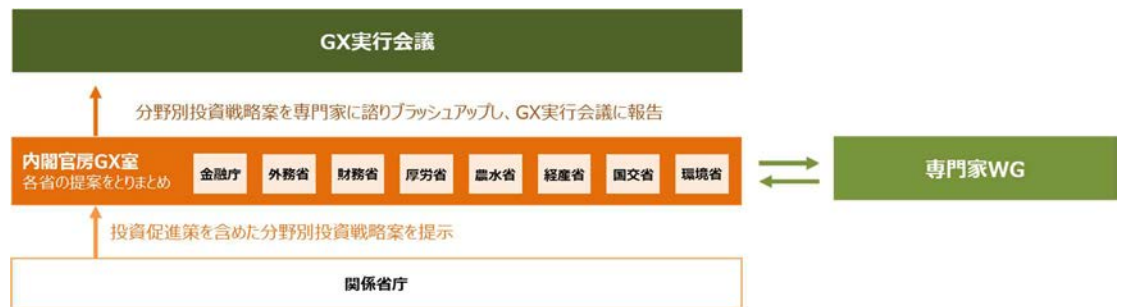 GX実行会議
分野別投資戦略案を専門家に諮りブラッシュアップし、GX実行会議に報告
内閣官房GX室
各省の提案をとりまとめ
金融庁
外務省
財務省
厚労省
農水省
経産省
国交省
環境省
専門家WG
投資促進策を含めた分野別投資戦略案を提示
関係省庁